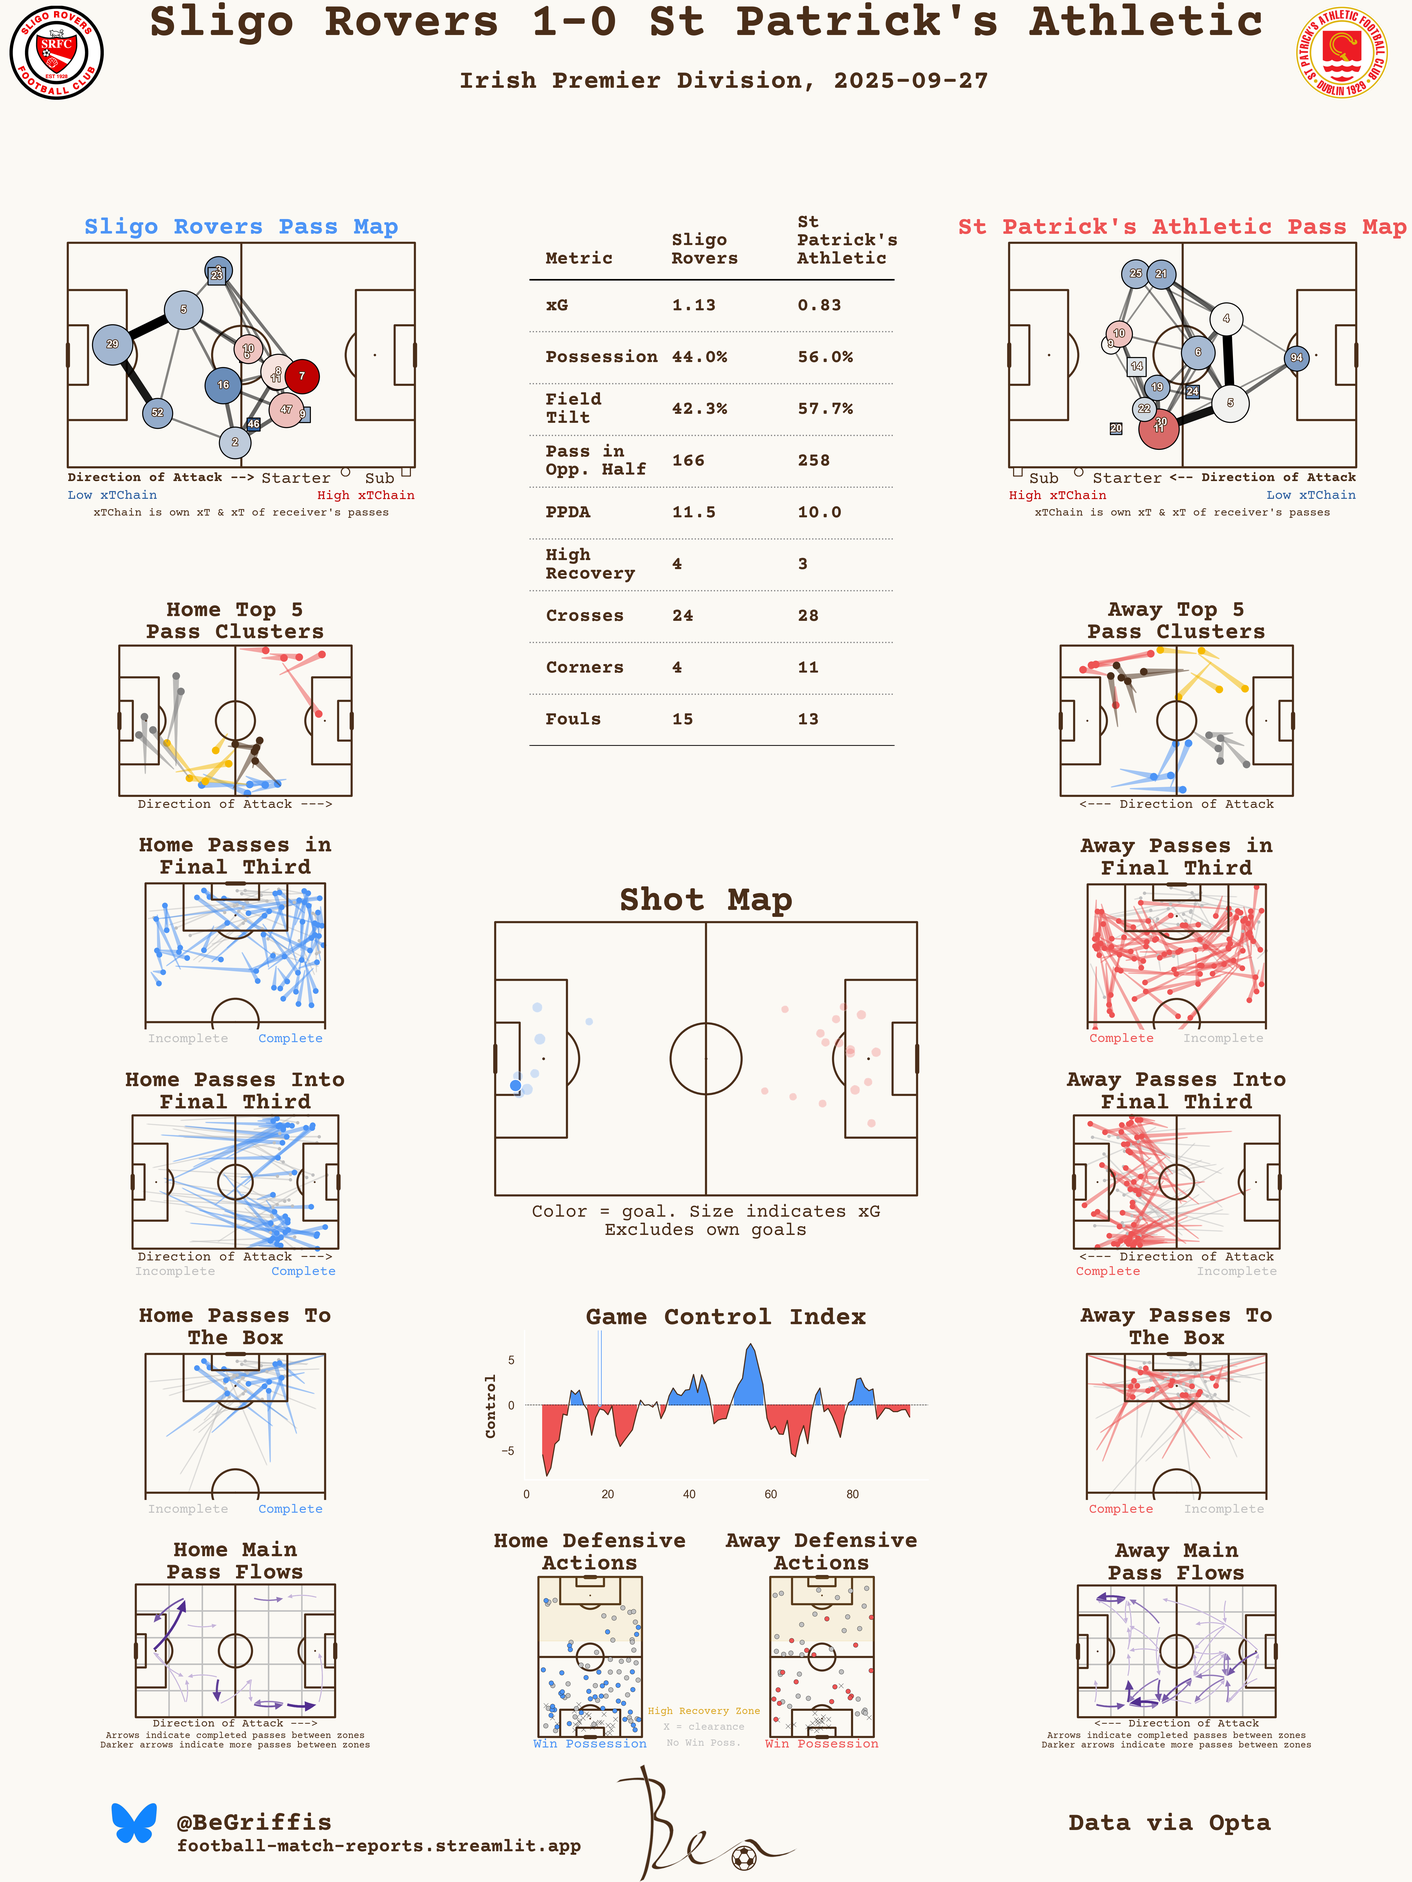 Sligo Rovers 1-0 St Patrick's Athletic
Irish Premier Division, 2025-09-27
SLIGO ROVERS
SRFC
EST 1928
FOOTBALL CLUB
ST PATRICK'S ATHLETIC FOOTBALL CLUB
DUBLIN 1929
Sligo Rovers Pass Map
3
23
5
29
10
6
8
11
7
16
47
9
46
52
2
Direction of Attack --> Starter Sub
Low xTChain High xTChain
xTChain is own xT & xT of receiver's passes
Metric Sligo Rovers St Patrick's Athletic
xG 1.13 0.83
Possession 44.0% 56.0%
Field Tilt 42.3% 57.7%
Pass in Opp. Half 166 258
PPDA 11.5 10.0
High Recovery 4 3
Crosses 24 28
Corners 4 11
Fouls 15 13
St Patrick's Athletic Pass Map
25
21
4
10
9
6
94
14
19
24
22
5
20
30
11
Sub Starter <-- Direction of Attack
High xTChain Low xTChain
xTChain is own xT & xT of receiver's passes
Home Top 5
Pass Clusters
Direction of Attack --->
Away Top 5
Pass Clusters
<--- Direction of Attack
Home Passes in
Final Third
Incomplete Complete
Away Passes in
Final Third
Complete Incomplete
Shot Map
Color = goal. Size indicates xG
Excludes own goals
Home Passes Into
Final Third
Direction of Attack --->
Incomplete Complete
Away Passes Into
Final Third
<--- Direction of Attack
Complete Incomplete
Home Passes To
The Box
Incomplete Complete
Game Control Index
Control
5
0
−5
0 20 40 60 80
Away Passes To
The Box
Complete Incomplete
Home Main
Pass Flows
Direction of Attack --->
Arrows indicate completed passes between zones
Darker arrows indicate more passes between zones
Home Defensive
Actions
Win Possession
High Recovery Zone
X = clearance
No Win Poss.
Away Defensive
Actions
Win Possession
Away Main
Pass Flows
<--- Direction of Attack
Arrows indicate completed passes between zones
Darker arrows indicate more passes between zones
@BeGriffis
football-match-reports.streamlit.app
Ben
Data via Opta